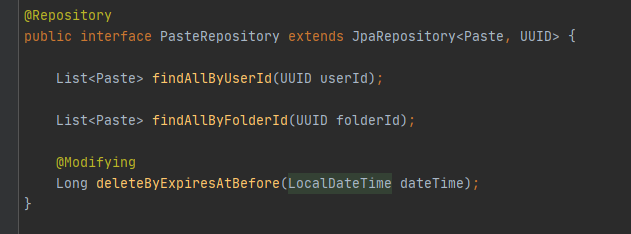 @Repository
public interface PasteRepository extends JpaRepository<Paste, UUID> {
List<Paste> findAllByUserId(UUID userId);
List<Paste> findAllByFolderId(UUID folderId);
@Modifying
Long deleteByExpiresAtBefore(LocalDateTime dateTime);
}